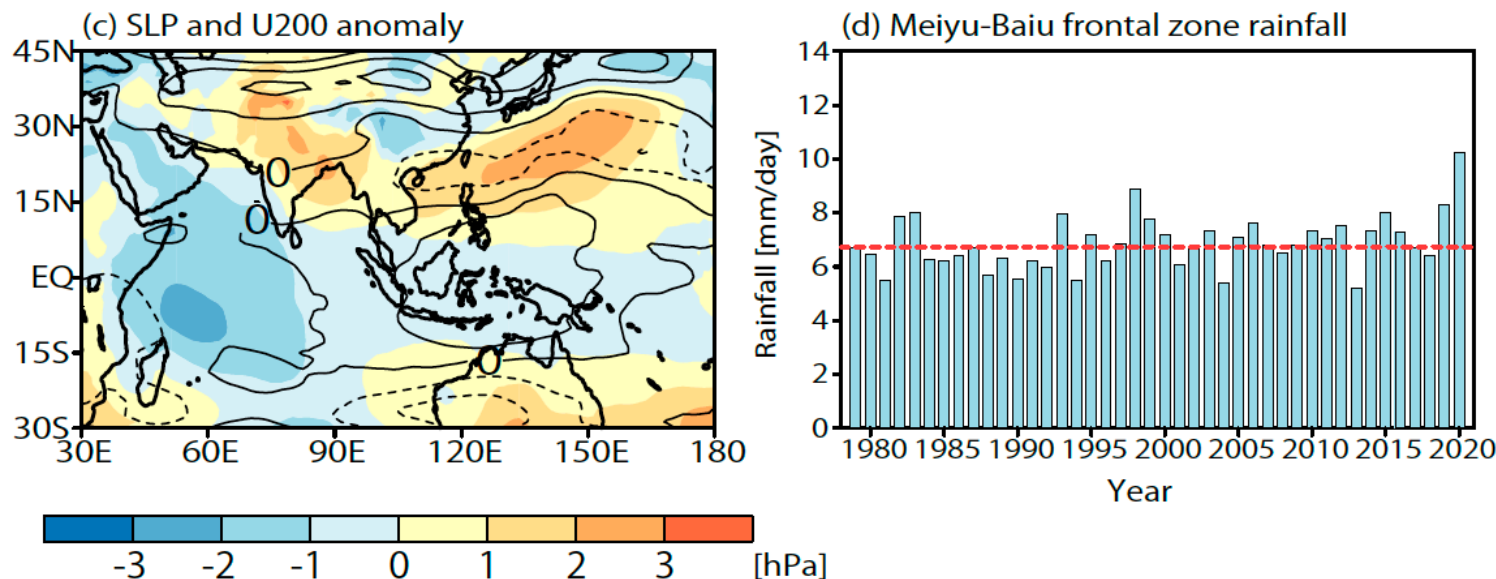 (c) SLP and U200 anomaly
45N
30N
15N
EQ
15S
30S
0
0
0
30E 60E 90E 120E 150E 180
-3 -2 -1 0 1 2 3 [hPa]
(d) Meiyu-Baiu frontal zone rainfall
Rainfall [mm/day]
14
12
10
8
6
4
2
0
1980 1985 1990 1995 2000 2005 2010 2015 2020
Year